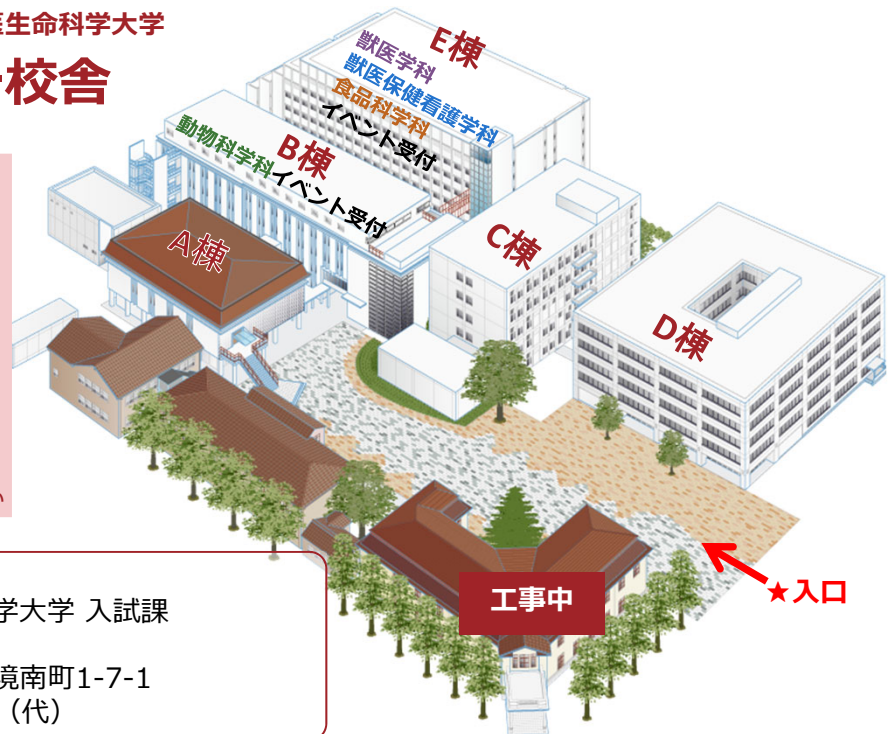 生命科学大学
校舎
E棟
獣医学科
獣医保健看護学科
食品科学科
イベント受付
B棟
動物科学科イベント受付
A棟
C棟
D棟
工事中
★入口
学大学 入試課
境南町1-7-1
（代）